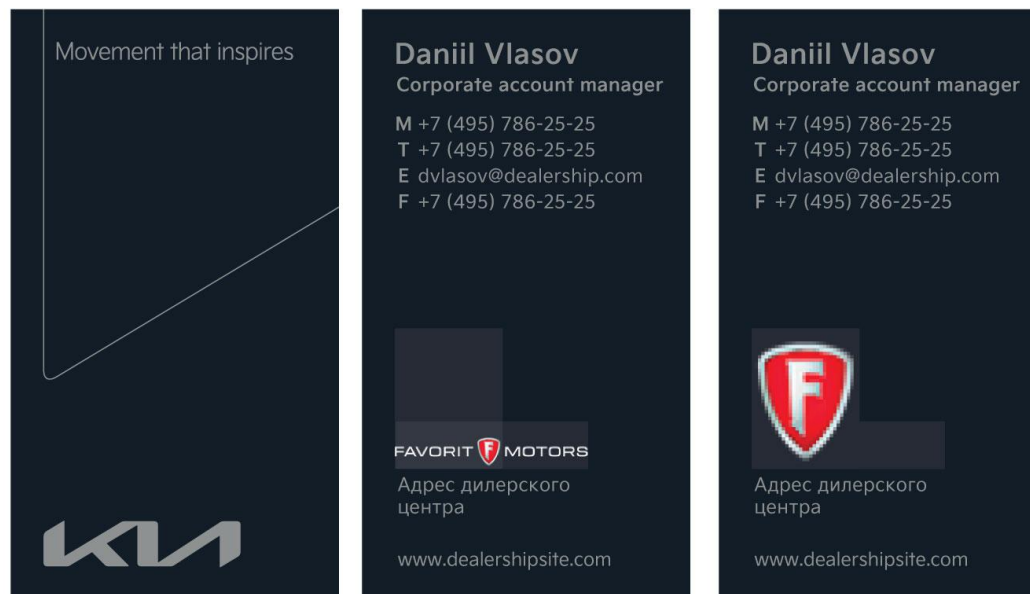 Movement that inspires
KIA
Daniil Vlasov
Corporate account manager
M +7 (495) 786-25-25
T +7 (495) 786-25-25
E dvlasov@dealership.com
F +7 (495) 786-25-25
FAVORIT F MOTORS
Адрес дилерского
центра
www.dealershipsite.com
Daniil Vlasov
Corporate account manager
M +7 (495) 786-25-25
T +7 (495) 786-25-25
E dvlasov@dealership.com
F +7 (495) 786-25-25
F
Адрес дилерского
центра
www.dealershipsite.com